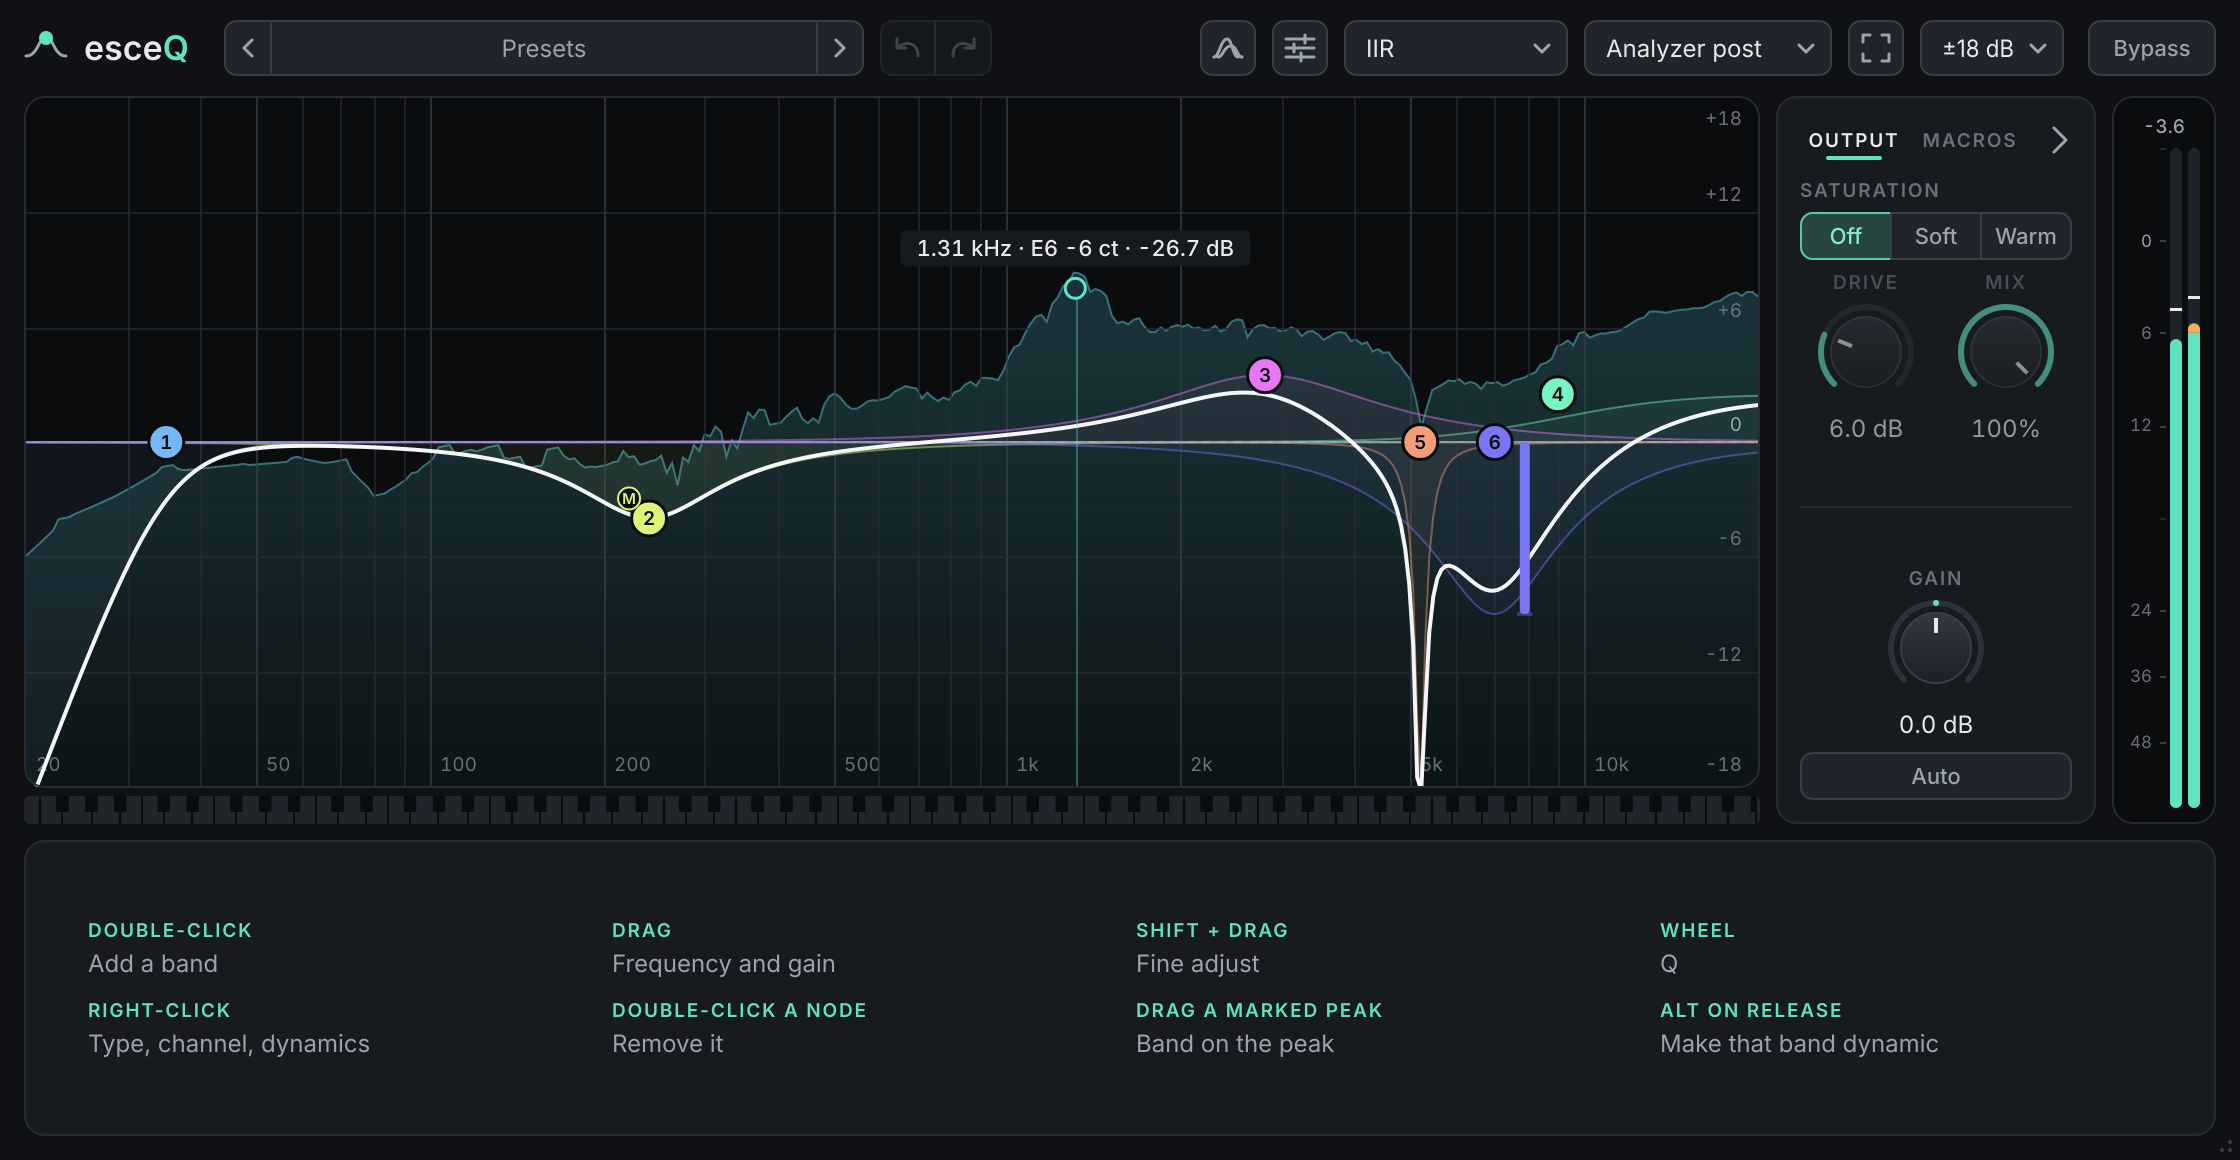 esceQ
Presets
IIR
Analyzer post
±18 dB
Bypass
+18
+12
+6
0
-6
-12
-18
1.31 kHz · E6 -6 ct · -26.7 dB
1
M
2
3
4
5
6
20
50
100
200
500
1k
2k
5k
10k
OUTPUT
MACROS
SATURATION
Off
Soft
Warm
DRIVE
MIX
6.0 dB
100%
GAIN
0.0 dB
Auto
-3.6
0
6
12
24
36
48
DOUBLE-CLICK
Add a band
DRAG
Frequency and gain
SHIFT + DRAG
Fine adjust
WHEEL
Q
RIGHT-CLICK
Type, channel, dynamics
DOUBLE-CLICK A NODE
Remove it
DRAG A MARKED PEAK
Band on the peak
ALT ON RELEASE
Make that band dynamic